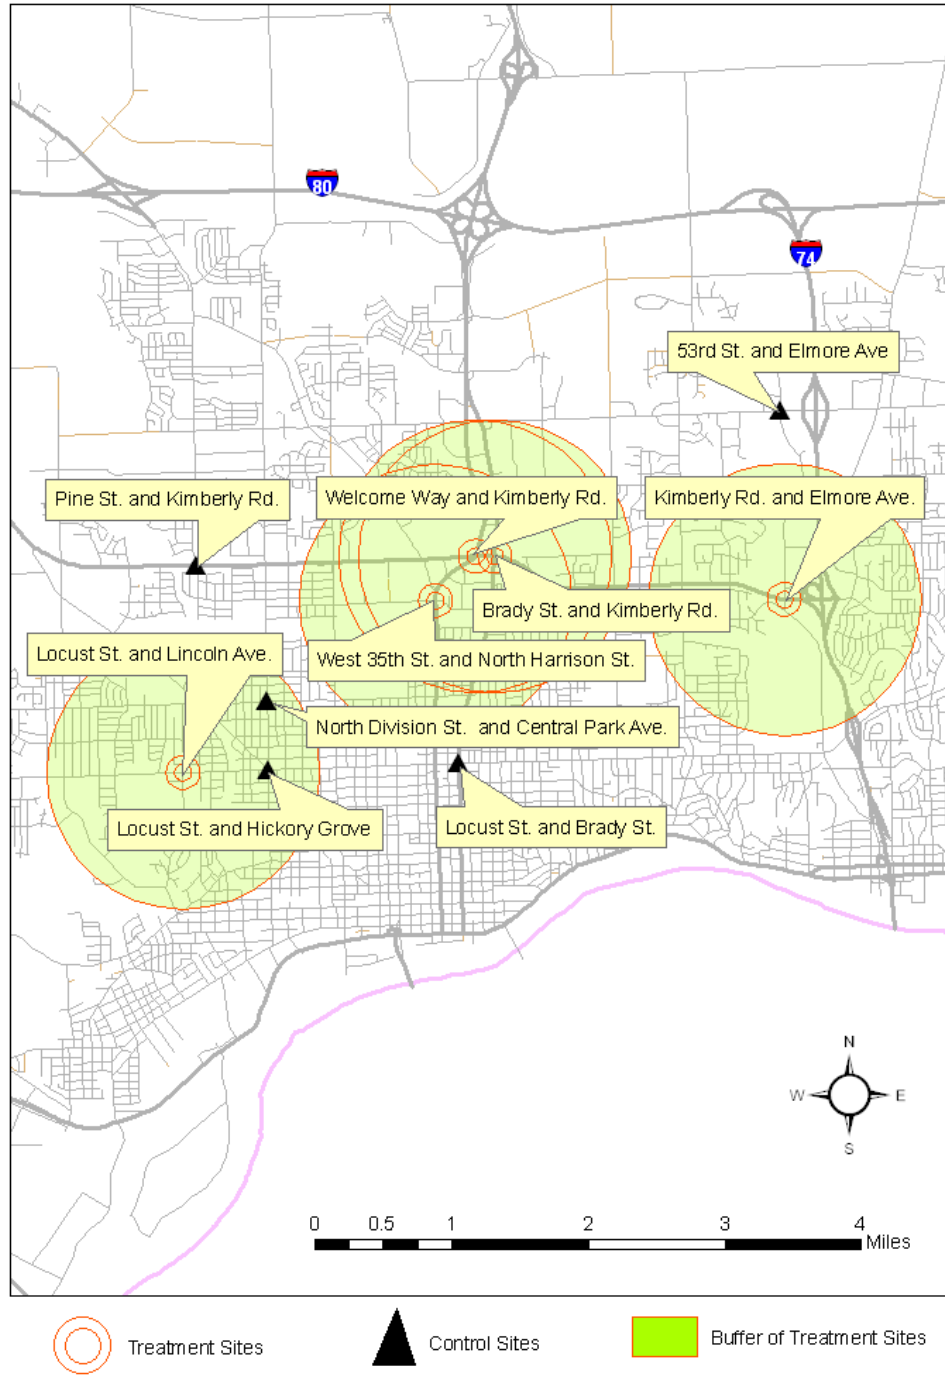 80
74
53rd St. and Elmore Ave
Pine St. and Kimberly Rd.
Welcome Way and Kimberly Rd.
Kimberly Rd. and Elmore Ave.
Brady St. and Kimberly Rd.
Locust St. and Lincoln Ave.
West 35th St. and North Harrison St.
North Division St. and Central Park Ave.
Locust St. and Hickory Grove
Locust St. and Brady St.
N
W E
S
0 0.5 1 2 3 4
Miles
Treatment Sites
Control Sites
Buffer of Treatment Sites